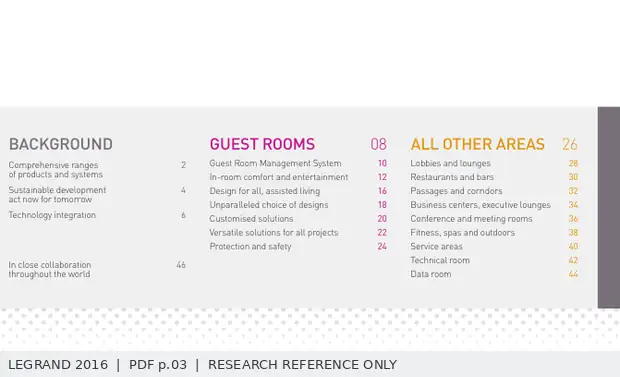 BACKGROUND
Comprehensive ranges
of products and systems 2
Sustainable development
act now for tomorrow 4
Technology integration 6
In close collaboration
throughout the world 46
GUEST ROOMS 08
Guest Room Management System 10
In-room comfort and entertainment 12
Design for all, assisted living 16
Unparalleled choice of designs 18
Customised solutions 20
Versatile solutions for all projects 22
Protection and safety 24
ALL OTHER AREAS 26
Lobbies and lounges 28
Restaurants and bars 30
Passages and corridors 32
Business centers, executive lounges 34
Conference and meeting rooms 36
Fitness, spas and outdoors 38
Service areas 40
Technical room 42
Data room 44
LEGRAND 2016 | PDF p.03 | RESEARCH REFERENCE ONLY